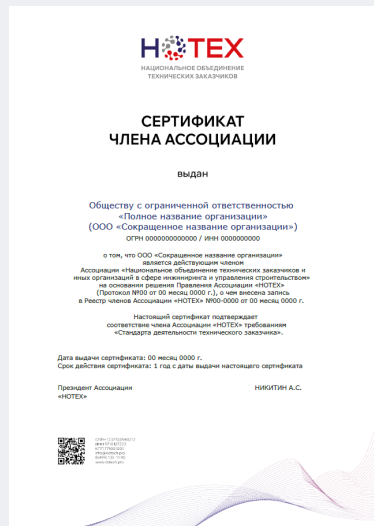 НОТЕХ
НАЦИОНАЛЬНОЕ ОБЪЕДИНЕНИЕ
ТЕХНИЧЕСКИХ ЗАКАЗЧИКОВ
СЕРТИФИКАТ
ЧЛЕНА АССОЦИАЦИИ
выдан
Обществу с ограниченной ответственностью
«Полное название организации»
(ООО «Сокращенное название организации»)
ОГРН 0000000000000 / ИНН 0000000000
о том, что ООО «Сокращенное название организации»
является действующим членом
Ассоциации «Национальное объединение технических заказчиков и
иных организаций в сфере инжиниринга и управления строительством»
на основания решения Правления Ассоциации «НОТЕХ»
(Протокол №00 от 00 месяц 0000 г.), о чем внесена запись
в Реестр членов Ассоциации «НОТЕХ» №00-0000 от 00 месяц 0000 г.
Настоящий сертификат подтверждает
соответствие члена Ассоциации «НОТЕХ» требованиям
«Стандарта деятельности технического заказчика».
Дата выдачи сертификата: 00 месяц 0000 г.
Срок действия сертификата: 1 год с даты выдачи настоящего сертификата
Президент Ассоциации
НИКИТИН А.С.
«НОТЕХ»